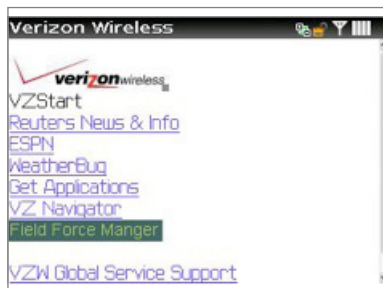 Verizon Wireless
verizonwireless
VZStart
Reuters News & Info
ESPN
WeatherBug
Get Applications
VZ Navigator
Field Force Manger
VZW Global Service Support